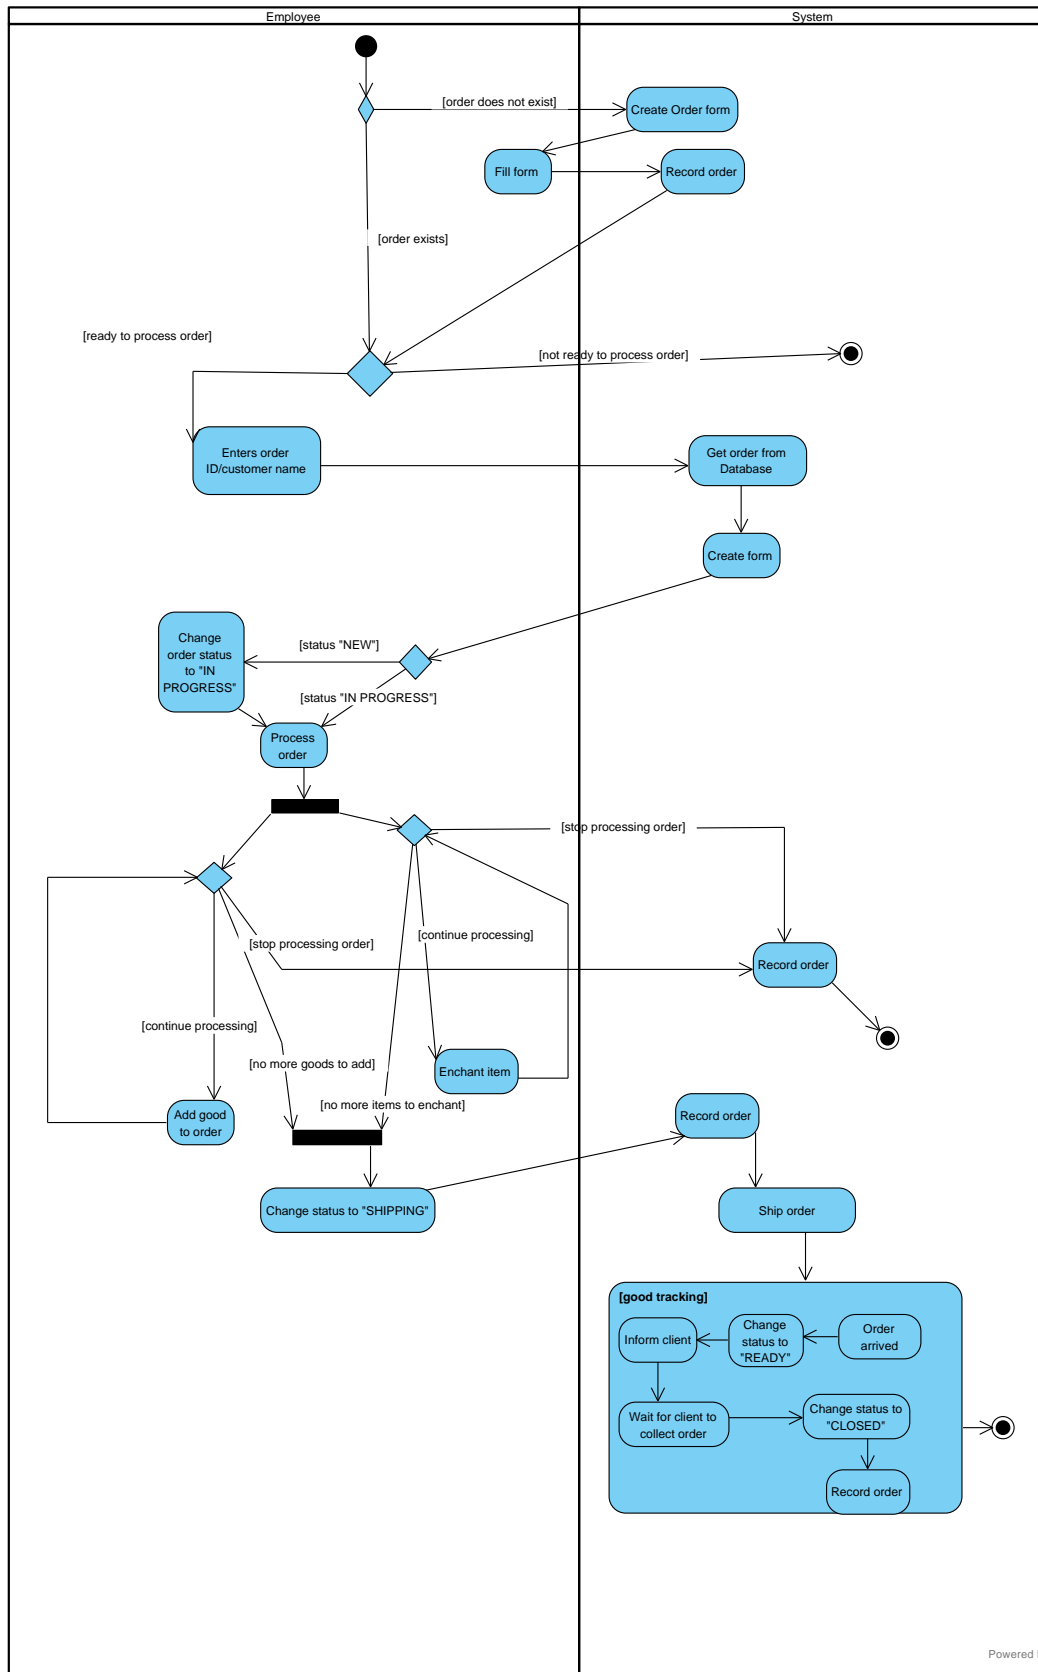 Employee
System
[order does not exist]
Create Order form
Fill form
Record order
[order exists]
[ready to process order]
[not ready to process order]
Enters order
ID/customer name
Get order from
Database
Create form
Change
order status
to "IN
PROGRESS"
[status "NEW"]
[status "IN PROGRESS"]
Process
order
[stop processing order]
[continue processing]
[stop processing order]
Record order
[continue processing]
[no more goods to add]
Enchant item
[no more items to enchant]
Add good
to order
Record order
Change status to "SHIPPING"
Ship order
[good tracking]
Inform client
Change
status to
"READY"
Order
arrived
Wait for client to
collect order
Change status to
"CLOSED"
Record order
Powered